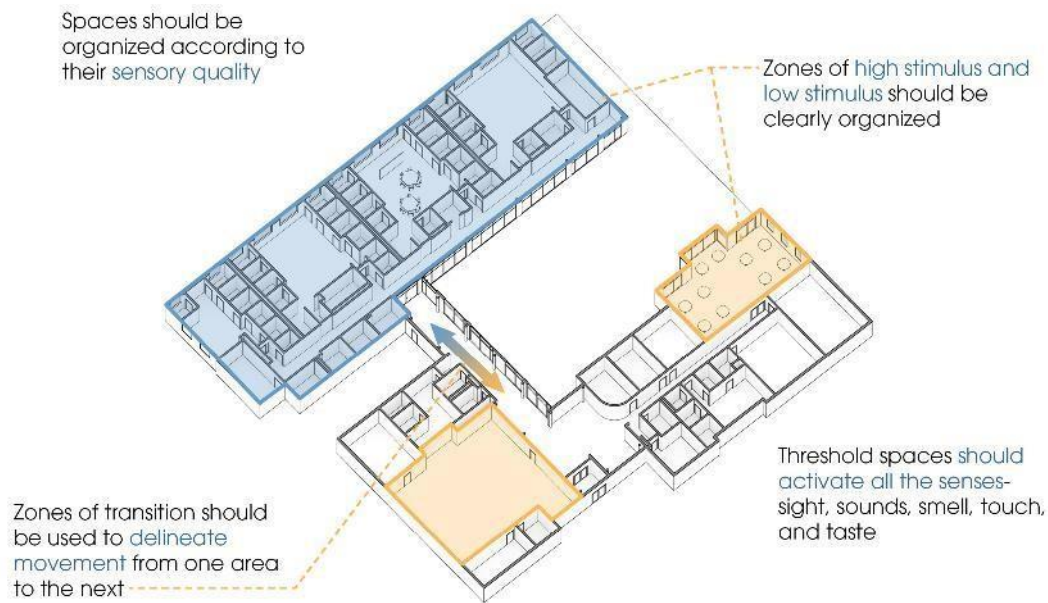 Spaces should be
organized according to
their sensory quality
Zones of high stimulus and
low stimulus should be
clearly organized
Zones of transition should
be used to delineate
movement from one area
to the next
Threshold spaces should
activate all the senses-
sight, sounds, smell, touch,
and taste